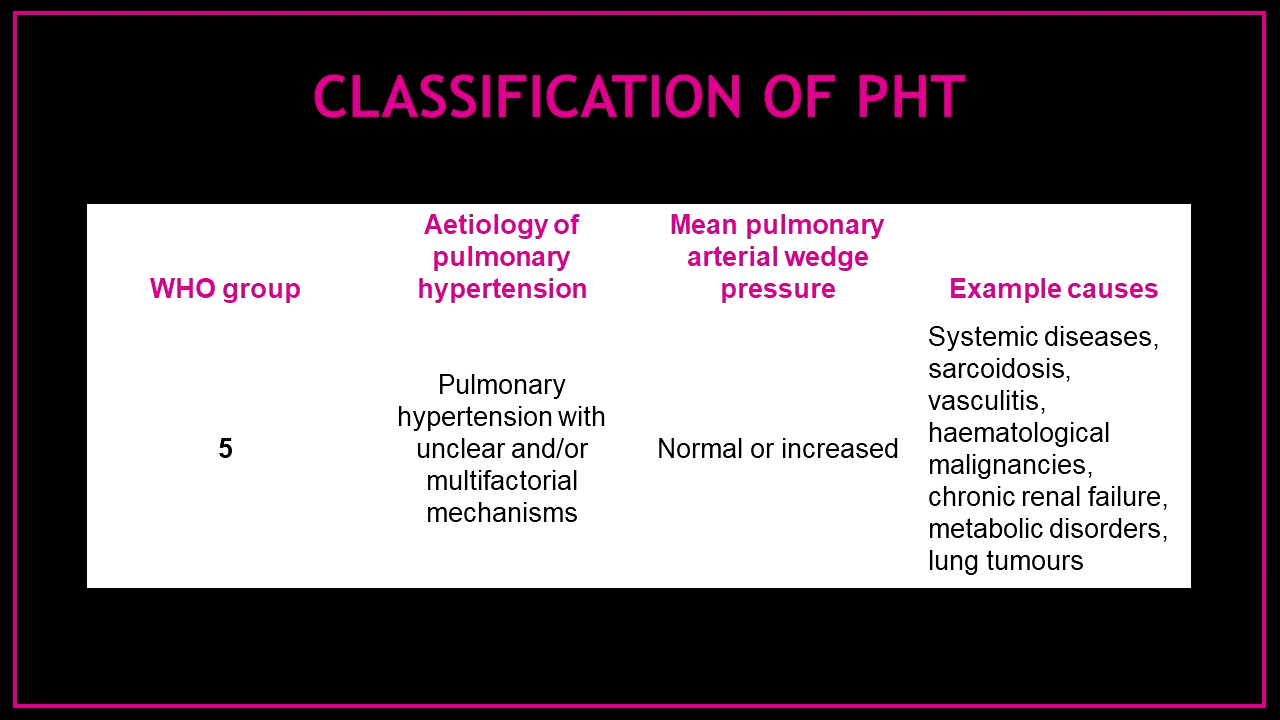 CLASSIFICATION OF PHT
WHO group
Aetiology of
pulmonary
hypertension
Mean pulmonary
arterial wedge
pressure
Example causes
5
Pulmonary
hypertension with
unclear and/or
multifactorial
mechanisms
Normal or increased
Systemic diseases,
sarcoidosis,
vasculitis,
haematological
malignancies,
chronic renal failure,
metabolic disorders,
lung tumours